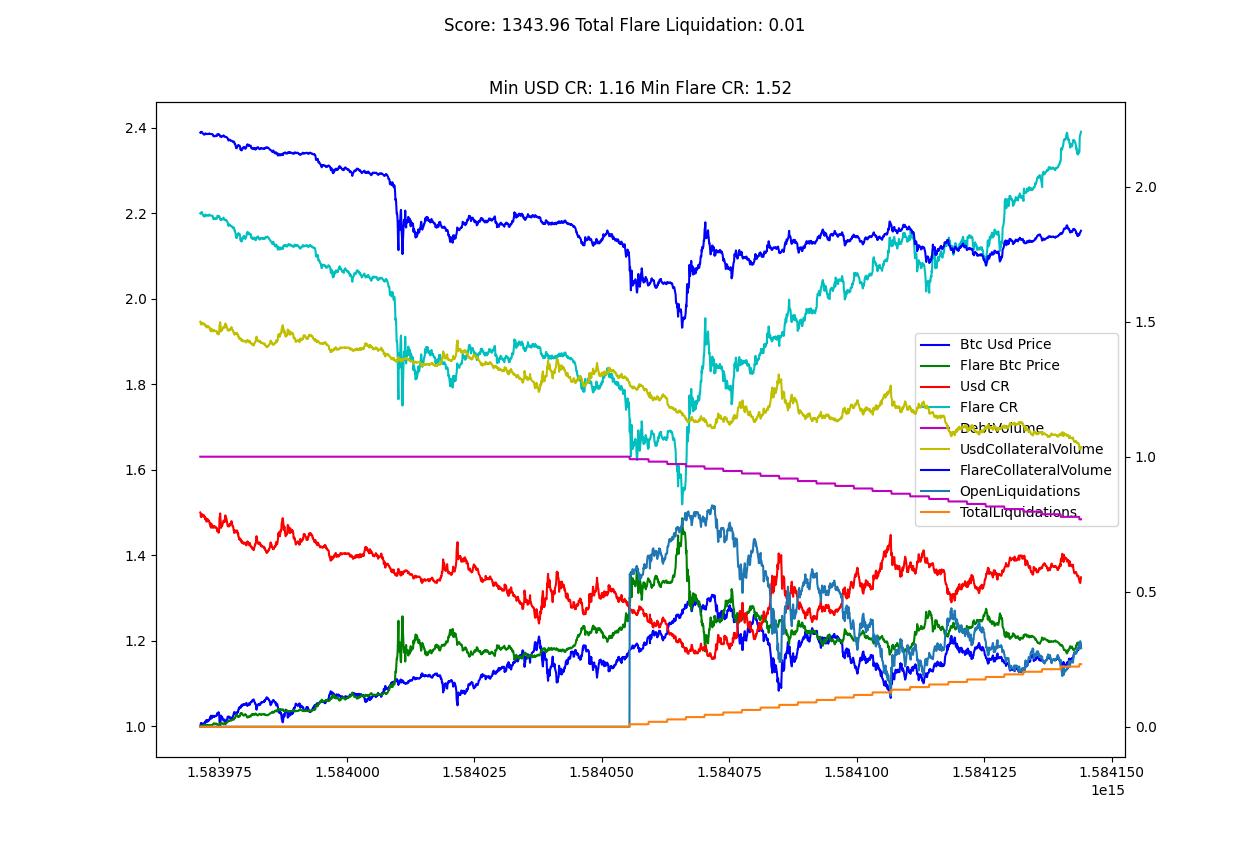 Score: 1343.96 Total Flare Liquidation: 0.01
Min USD CR: 1.16 Min Flare CR: 1.52
2.4
2.2
2.0
1.8
1.6
1.4
1.2
1.0
2.0
1.5
1.0
0.5
0.0
Btc Usd Price
Flare Btc Price
Usd CR
Flare CR
DebtVolume
UsdCollateralVolume
FlareCollateralVolume
OpenLiquidations
TotalLiquidations
1.583975 1.584000 1.584025 1.584050 1.584075 1.584100 1.584125 1.584150
1e15